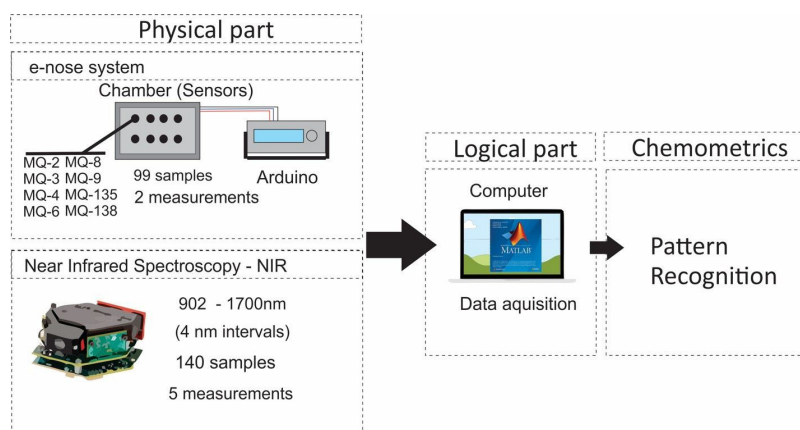 Physical part
e-nose system
Chamber (Sensors)
MQ-2 MQ-8
MQ-3 MQ-9
MQ-4 MQ-135
MQ-6 MQ-138
99 samples
2 measurements
Arduino
Near Infrared Spectroscopy - NIR
902 - 1700nm
(4 nm intervals)
140 samples
5 measurements
Logical part
Computer
MATLAB
Data aquisition
Chemometrics
Pattern
Recognition